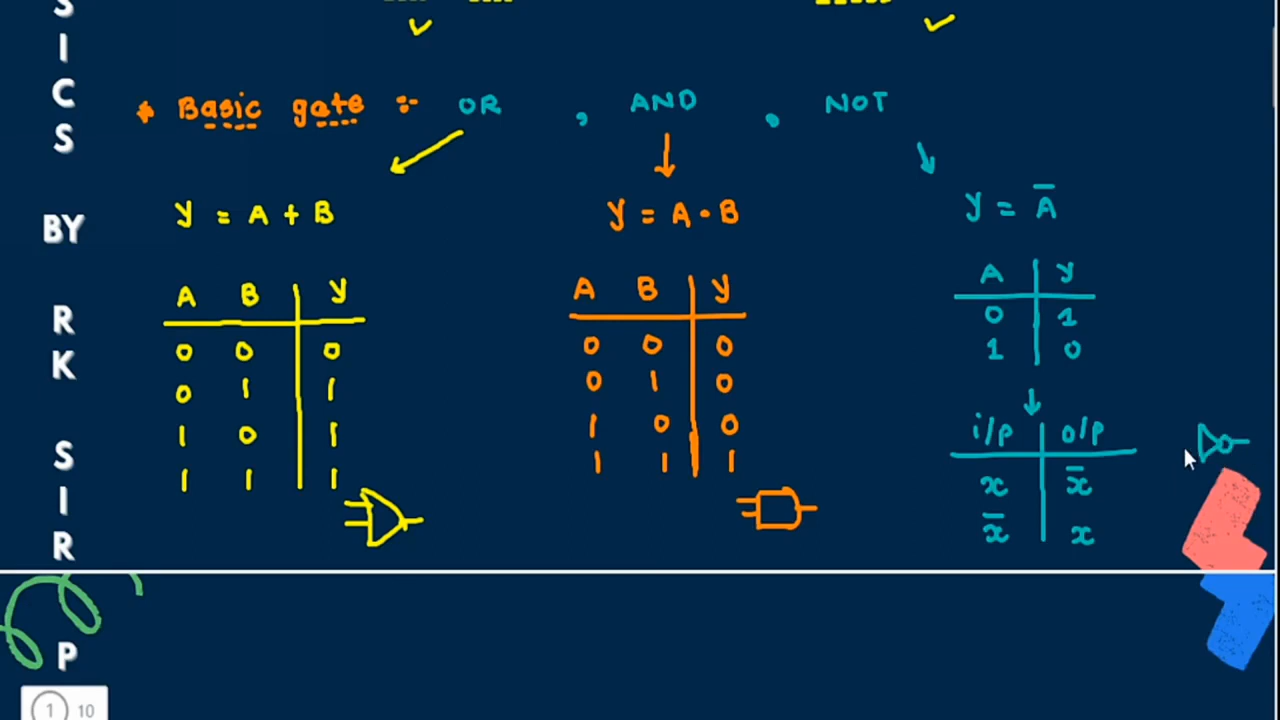 S
I
C
S
BY
R
K
S
I
R
P
* Basic gate :- OR , AND , NOT
y = A + B
A B y
0 0 0
0 1 1
1 0 1
1 1 1
y = A · B
A B y
0 0 0
0 1 0
1 0 0
1 1 1
y = A̅
A y
0 1
1 0
i/p o/p
x x̅
x̅ x
1 10